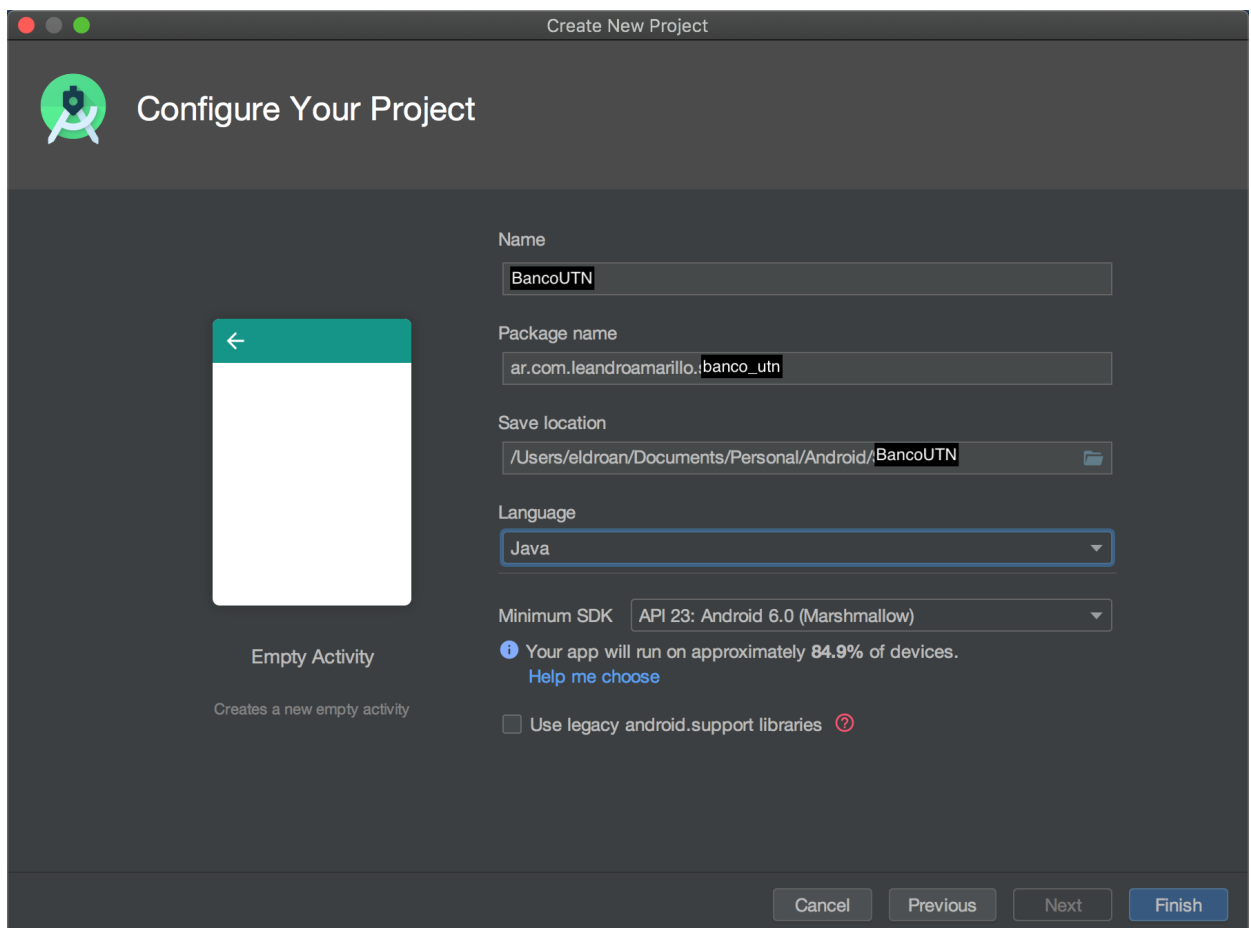 Create New Project
Configure Your Project
Name
BancoUTN
Package name
ar.com.leandroamarillo.banco_utn
Save location
/Users/eldroan/Documents/Personal/Android/BancoUTN
Language
Java
Minimum SDK API 23: Android 6.0 (Marshmallow)
Your app will run on approximately 84.9% of devices.
Help me choose
Use legacy android.support libraries
Empty Activity
Creates a new empty activity
Cancel Previous Next Finish